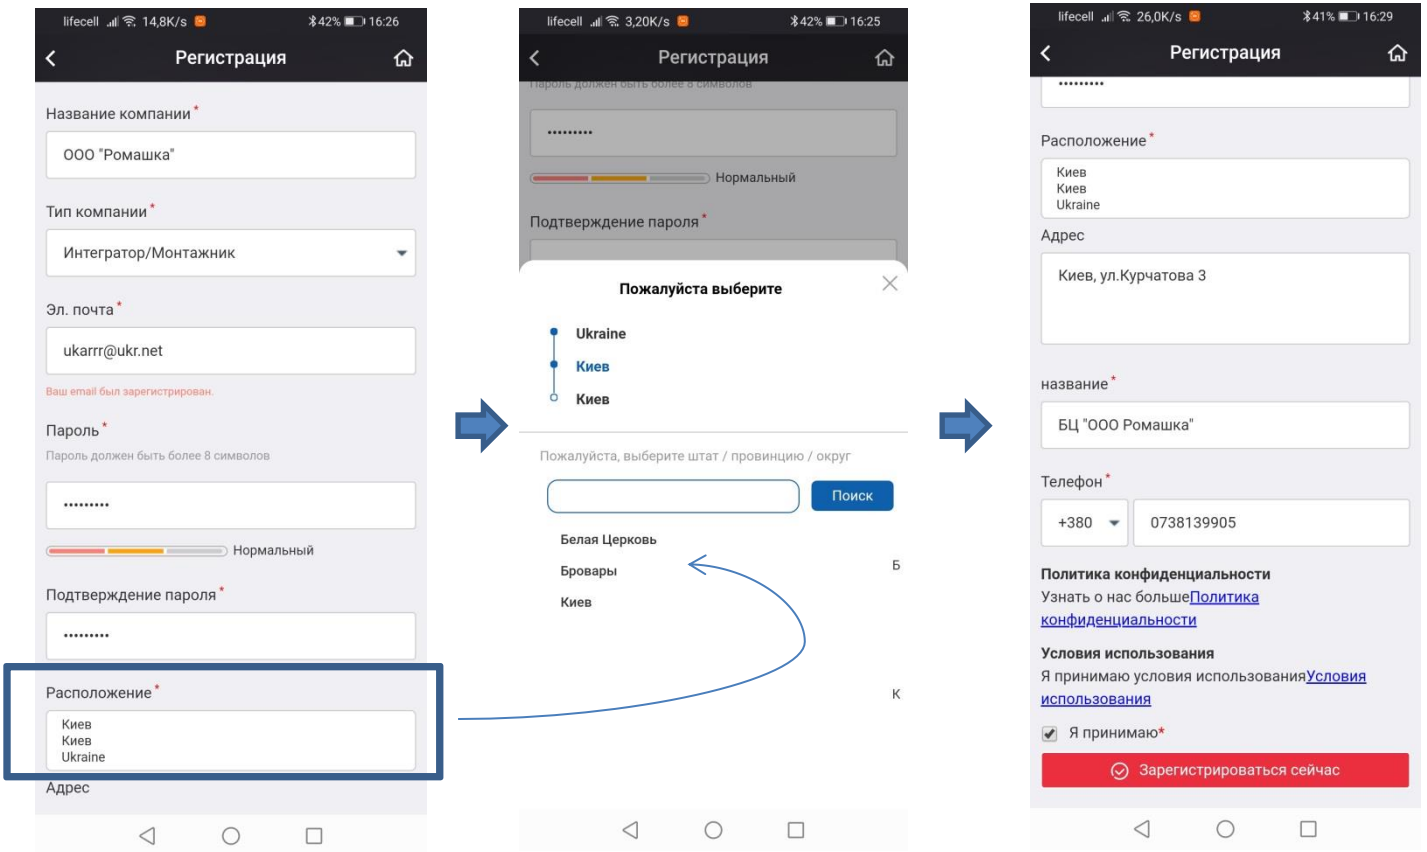 lifecell 14,8K/s 42% 16:26
Регистрация
Название компании*
ООО "Ромашка"
Тип компании*
Интегратор/Монтажник
Эл. почта*
ukarrr@ukr.net
Ваш email был зарегистрирован.
Пароль*
Пароль должен быть более 8 символов
•••••••••
Нормальный
Подтверждение пароля*
•••••••••
Расположение*
Киев
Киев
Ukraine
Адрес
lifecell 3,20K/s 42% 16:25
Регистрация
Пароль должен быть более 8 символов
•••••••••
Нормальный
Подтверждение пароля*
Пожалуйста выберите
Ukraine
Киев
Киев
Пожалуйста, выберите штат / провинцию / округ
Поиск
Белая Церковь
Бровары
Б
Киев
К
lifecell 26,0K/s 41% 16:29
Регистрация
•••••••••
Расположение*
Киев
Киев
Ukraine
Адрес
Киев, ул.Курчатова 3
название*
БЦ "ООО Ромашка"
Телефон*
+380 0738139905
Политика конфиденциальности
Узнать о нас большеПолитика
конфиденциальности
Условия использования
Я принимаю условия использованияУсловия
использования
Я принимаю*
Зарегистрироваться сейчас